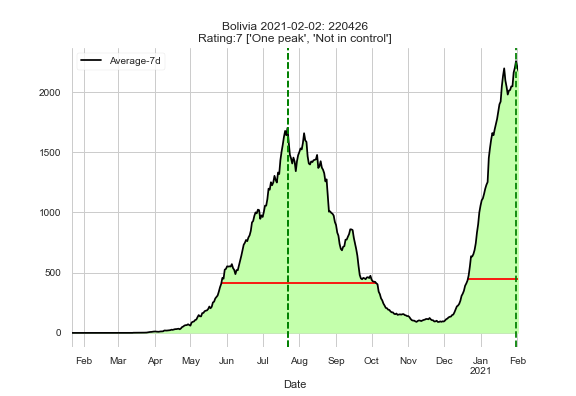 Bolivia 2021-02-02: 220426
Rating:7 ['One peak', 'Not in control']
Average-7d
2000
1500
1000
500
0
Feb Mar Apr May Jun Jul Aug Sep Oct Nov Dec Jan Feb
2021
Date